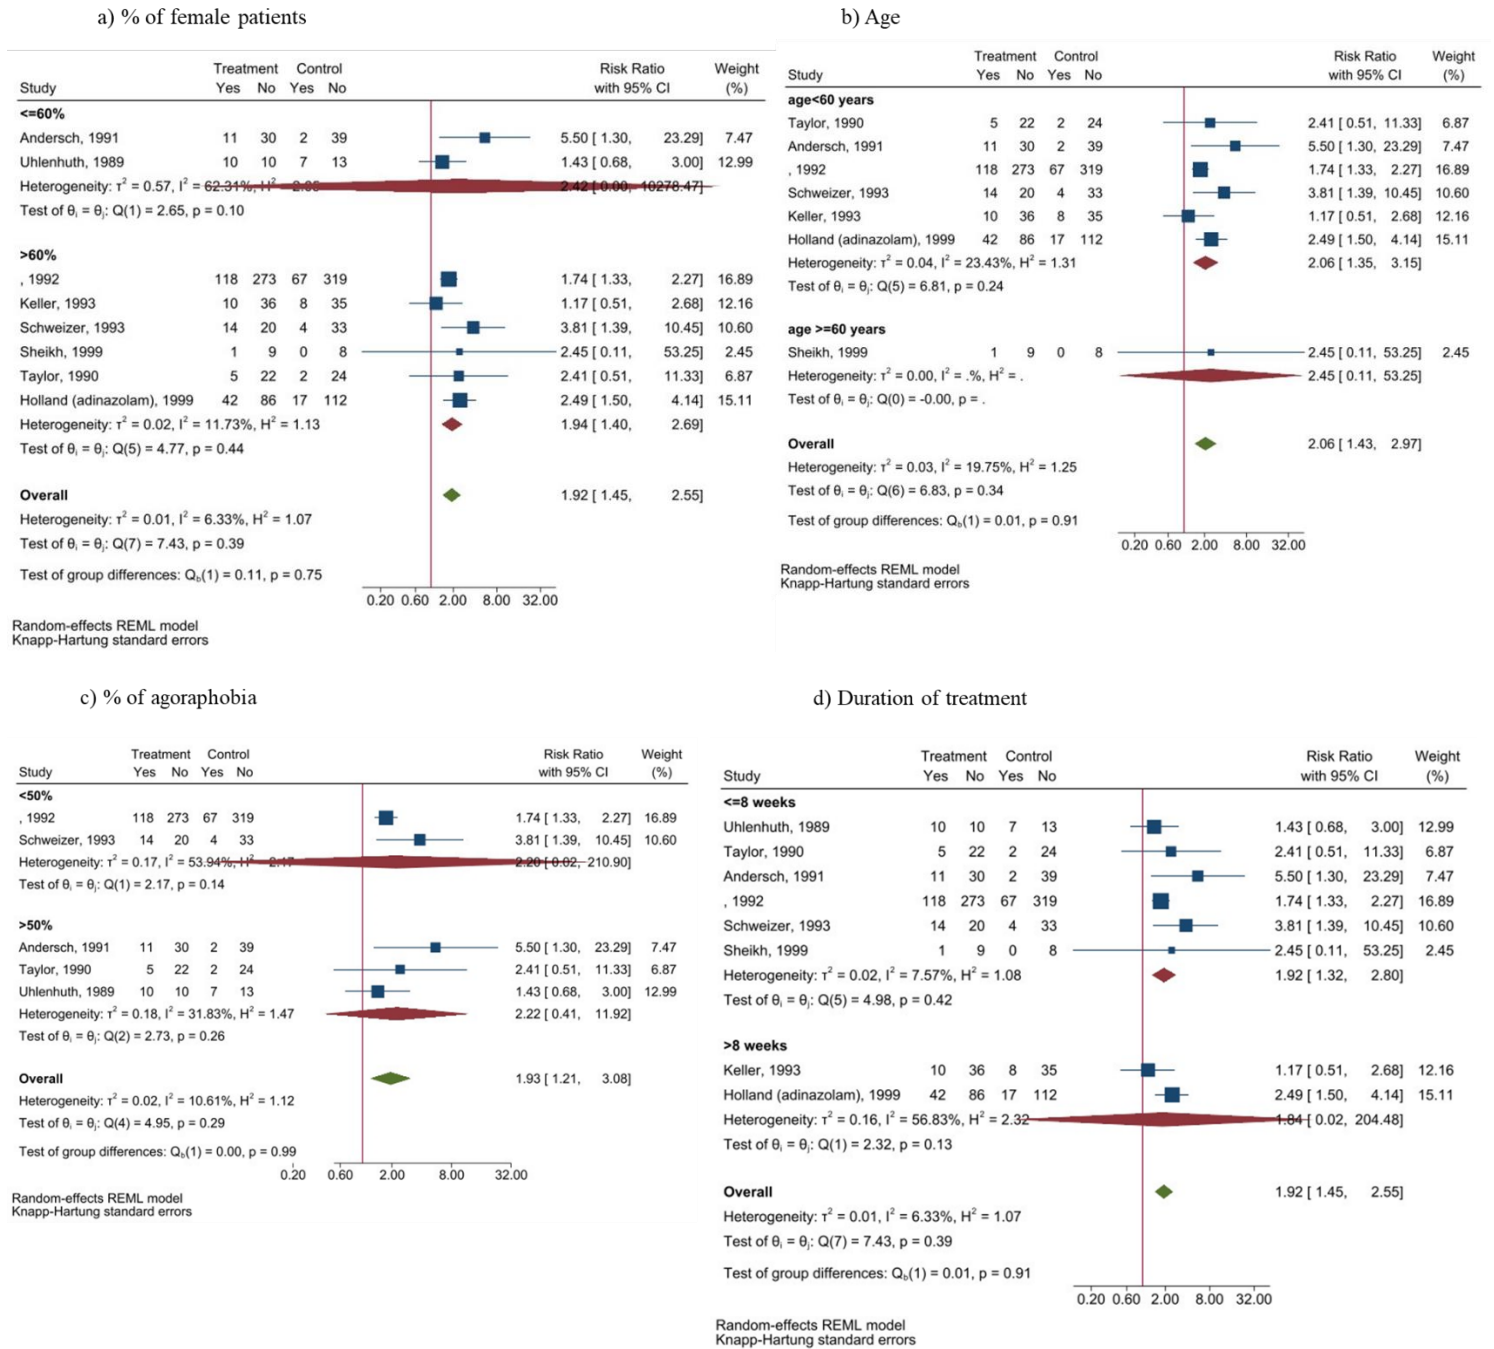 a) % of female patients
Treatment Control Risk Ratio Weight
Study Yes No Yes No with 95% CI (%)
<=60%
Andersch, 1991 11 30 2 39 5.50 [ 1.30, 23.29] 7.47
Uhlenhuth, 1989 10 10 7 13 1.43 [ 0.68, 3.00] 12.99
Heterogeneity: τ² = 0.57, I² = 62.31%, H² = 2.65 2.42 [ 0.00, 10278.47]
Test of θᵢ = θⱼ: Q(1) = 2.65, p = 0.10
>60%
, 1992 118 273 67 319 1.74 [ 1.33, 2.27] 16.89
Keller, 1993 10 36 8 35 1.17 [ 0.51, 2.68] 12.16
Schweizer, 1993 14 20 4 33 3.81 [ 1.39, 10.45] 10.60
Sheikh, 1999 1 9 0 8 2.45 [ 0.11, 53.25] 2.45
Taylor, 1990 5 22 2 24 2.41 [ 0.51, 11.33] 6.87
Holland (adinazolam), 1999 42 86 17 112 2.49 [ 1.50, 4.14] 15.11
Heterogeneity: τ² = 0.02, I² = 11.73%, H² = 1.13 1.94 [ 1.40, 2.69]
Test of θᵢ = θⱼ: Q(5) = 4.77, p = 0.44
Overall 1.92 [ 1.45, 2.55]
Heterogeneity: τ² = 0.01, I² = 6.33%, H² = 1.07
Test of θᵢ = θⱼ: Q(7) = 7.43, p = 0.39
Test of group differences: Q_b(1) = 0.11, p = 0.75
0.20 0.60 2.00 8.00 32.00
Random-effects REML model
Knapp-Hartung standard errors
b) Age
Treatment Control Risk Ratio Weight
Study Yes No Yes No with 95% CI (%)
age<60 years
Taylor, 1990 5 22 2 24 2.41 [ 0.51, 11.33] 6.87
Andersch, 1991 11 30 2 39 5.50 [ 1.30, 23.29] 7.47
, 1992 118 273 67 319 1.74 [ 1.33, 2.27] 16.89
Schweizer, 1993 14 20 4 33 3.81 [ 1.39, 10.45] 10.60
Keller, 1993 10 36 8 35 1.17 [ 0.51, 2.68] 12.16
Holland (adinazolam), 1999 42 86 17 112 2.49 [ 1.50, 4.14] 15.11
Heterogeneity: τ² = 0.04, I² = 23.43%, H² = 1.31 2.06 [ 1.35, 3.15]
Test of θᵢ = θⱼ: Q(5) = 6.81, p = 0.24
age >=60 years
Sheikh, 1999 1 9 0 8 2.45 [ 0.11, 53.25] 2.45
Heterogeneity: τ² = 0.00, I² = .%, H² = . 2.45 [ 0.11, 53.25]
Test of θᵢ = θⱼ: Q(0) = -0.00, p = .
Overall 2.06 [ 1.43, 2.97]
Heterogeneity: τ² = 0.03, I² = 19.75%, H² = 1.25
Test of θᵢ = θⱼ: Q(6) = 6.83, p = 0.34
Test of group differences: Q_b(1) = 0.01, p = 0.91
0.20 0.60 2.00 8.00 32.00
Random-effects REML model
Knapp-Hartung standard errors
c) % of agoraphobia
Treatment Control Risk Ratio Weight
Study Yes No Yes No with 95% CI (%)
<50%
, 1992 118 273 67 319 1.74 [ 1.33, 2.27] 16.89
Schweizer, 1993 14 20 4 33 3.81 [ 1.39, 10.45] 10.60
Heterogeneity: τ² = 0.17, I² = 53.94%, H² = 2.17 2.20 [ 0.02, 210.90]
Test of θᵢ = θⱼ: Q(1) = 2.17, p = 0.14
>50%
Andersch, 1991 11 30 2 39 5.50 [ 1.30, 23.29] 7.47
Taylor, 1990 5 22 2 24 2.41 [ 0.51, 11.33] 6.87
Uhlenhuth, 1989 10 10 7 13 1.43 [ 0.68, 3.00] 12.99
Heterogeneity: τ² = 0.18, I² = 31.83%, H² = 1.47 2.22 [ 0.41, 11.92]
Test of θᵢ = θⱼ: Q(2) = 2.73, p = 0.26
Overall 1.93 [ 1.21, 3.08]
Heterogeneity: τ² = 0.02, I² = 10.61%, H² = 1.12
Test of θᵢ = θⱼ: Q(4) = 4.95, p = 0.29
Test of group differences: Q_b(1) = 0.00, p = 0.99
0.20 0.60 2.00 8.00 32.00
Random-effects REML model
Knapp-Hartung standard errors
d) Duration of treatment
Treatment Control Risk Ratio Weight
Study Yes No Yes No with 95% CI (%)
<=8 weeks
Uhlenhuth, 1989 10 10 7 13 1.43 [ 0.68, 3.00] 12.99
Taylor, 1990 5 22 2 24 2.41 [ 0.51, 11.33] 6.87
Andersch, 1991 11 30 2 39 5.50 [ 1.30, 23.29] 7.47
, 1992 118 273 67 319 1.74 [ 1.33, 2.27] 16.89
Schweizer, 1993 14 20 4 33 3.81 [ 1.39, 10.45] 10.60
Sheikh, 1999 1 9 0 8 2.45 [ 0.11, 53.25] 2.45
Heterogeneity: τ² = 0.02, I² = 7.57%, H² = 1.08 1.92 [ 1.32, 2.80]
Test of θᵢ = θⱼ: Q(5) = 4.98, p = 0.42
>8 weeks
Keller, 1993 10 36 8 35 1.17 [ 0.51, 2.68] 12.16
Holland (adinazolam), 1999 42 86 17 112 2.49 [ 1.50, 4.14] 15.11
Heterogeneity: τ² = 0.16, I² = 56.83%, H² = 2.32 1.84 [ 0.02, 204.48]
Test of θᵢ = θⱼ: Q(1) = 2.32, p = 0.13
Overall 1.92 [ 1.45, 2.55]
Heterogeneity: τ² = 0.01, I² = 6.33%, H² = 1.07
Test of θᵢ = θⱼ: Q(7) = 7.43, p = 0.39
Test of group differences: Q_b(1) = 0.01, p = 0.91
0.20 0.60 2.00 8.00 32.00
Random-effects REML model
Knapp-Hartung standard errors